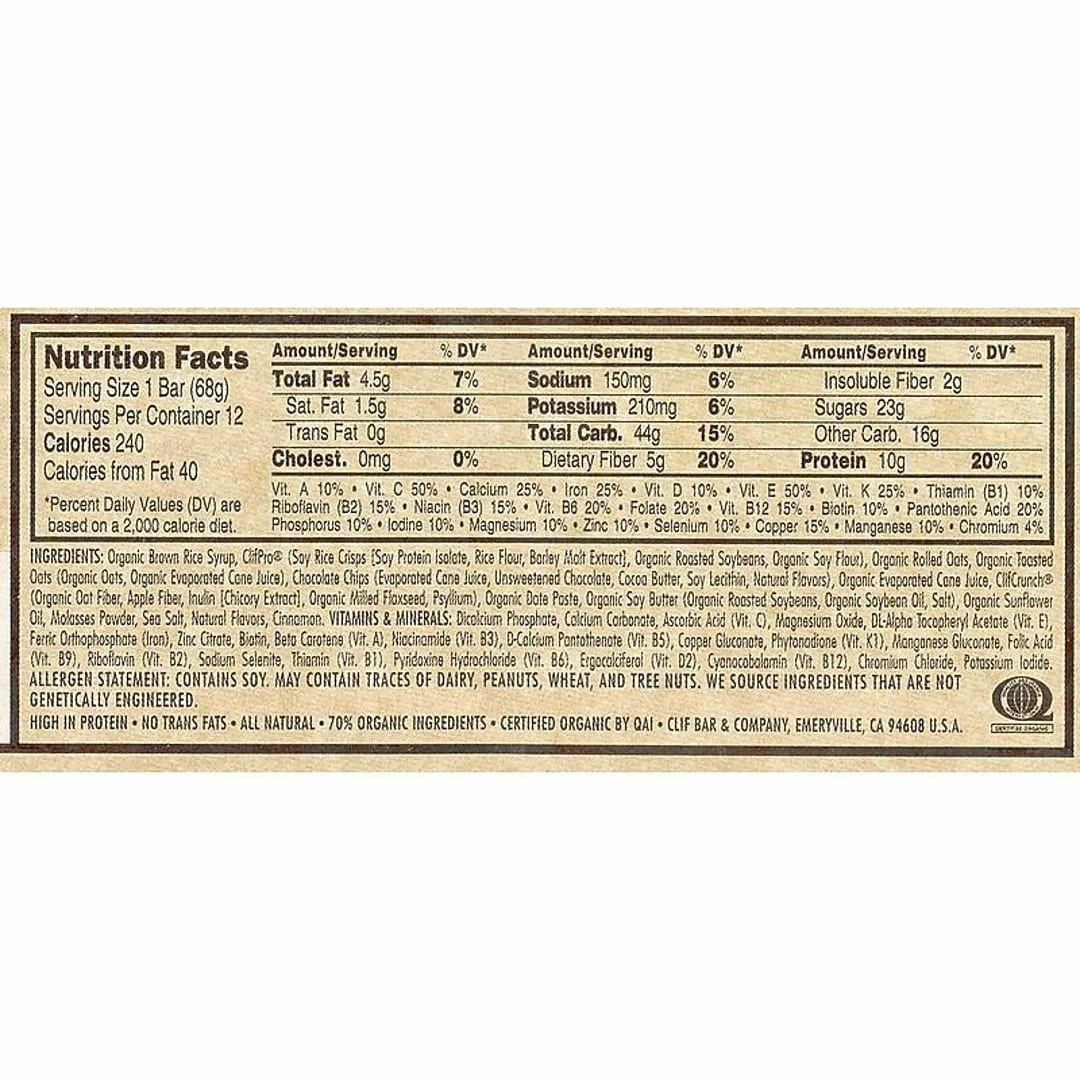 Nutrition Facts
Serving Size 1 Bar (68g)
Servings Per Container 12
Calories 240
Calories from Fat 40
*Percent Daily Values (DV) are
based on a 2,000 calorie diet.
Amount/Serving % DV* Amount/Serving % DV* Amount/Serving % DV*
Total Fat 4.5g 7% Sodium 150mg 6% Insoluble Fiber 2g
Sat. Fat 1.5g 8% Potassium 210mg 6% Sugars 23g
Trans Fat 0g Total Carb. 44g 15% Other Carb. 16g
Cholest. 0mg 0% Dietary Fiber 5g 20% Protein 10g 20%
Vit. A 10% • Vit. C 50% • Calcium 25% • Iron 25% • Vit. D 10% • Vit. E 50% • Vit. K 25% • Thiamin (B1) 10%
Riboflavin (B2) 15% • Niacin (B3) 15% • Vit. B6 20% • Folate 20% • Vit. B12 15% • Biotin 10% • Pantothenic Acid 20%
Phosphorus 10% • Iodine 10% • Magnesium 10% • Zinc 10% • Selenium 10% • Copper 15% • Manganese 10% • Chromium 4%
INGREDIENTS: Organic Brown Rice Syrup, ClifPro® (Soy Rice Crisps [Soy Protein Isolate, Rice Flour, Barley Malt Extract], Organic Roasted Soybeans, Organic Soy Flour), Organic Rolled Oats, Organic Toasted
Oats (Organic Oats, Organic Evaporated Cane Juice), Chocolate Chips (Evaporated Cane Juice, Unsweetened Chocolate, Cocoa Butter, Soy Lecithin, Natural Flavors), Organic Evaporated Cane Juice, ClifCrunch®
(Organic Oat Fiber, Apple Fiber, Inulin [Chicory Extract], Organic Milled Flaxseed, Psyllium), Organic Date Paste, Organic Soy Butter (Organic Roasted Soybeans, Organic Soybean Oil, Salt), Organic Sunflower
Oil, Molasses Powder, Sea Salt, Natural Flavors, Cinnamon. VITAMINS & MINERALS: Dicalcium Phosphate, Calcium Carbonate, Ascorbic Acid (Vit. C), Magnesium Oxide, DL-Alpha Tocopheryl Acetate (Vit. E),
Ferric Orthophosphate (Iron), Zinc Citrate, Biotin, Beta Carotene (Vit. A), Niacinamide (Vit. B3), D-Calcium Pantothenate (Vit. B5), Copper Gluconate, Phytonadione (Vit. K1), Manganese Gluconate, Folic Acid
(Vit. B9), Riboflavin (Vit. B2), Sodium Selenite, Thiamin (Vit. B1), Pyridoxine Hydrochloride (Vit. B6), Ergocalciferol (Vit. D2), Cyanocobalamin (Vit. B12), Chromium Chloride, Potassium Iodide.
ALLERGEN STATEMENT: CONTAINS SOY. MAY CONTAIN TRACES OF DAIRY, PEANUTS, WHEAT, AND TREE NUTS. WE SOURCE INGREDIENTS THAT ARE NOT
GENETICALLY ENGINEERED.
HIGH IN PROTEIN • NO TRANS FATS • ALL NATURAL • 70% ORGANIC INGREDIENTS • CERTIFIED ORGANIC BY QAI • CLIF BAR & COMPANY, EMERYVILLE, CA 94608 U.S.A.
CERTIFIED ORGANIC